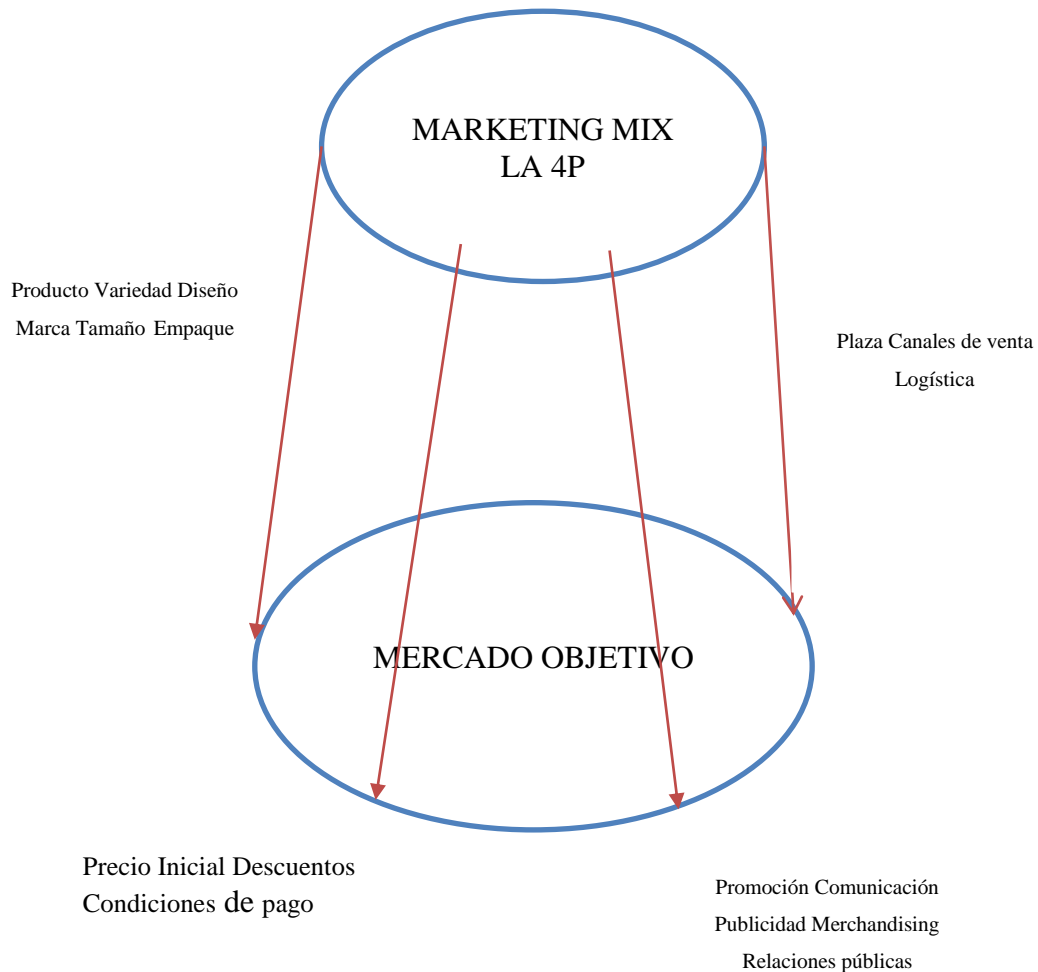 MARKETING MIX
LA 4P
Producto Variedad Diseño
Marca Tamaño Empaque
Plaza Canales de venta
Logística
MERCADO OBJETIVO
Precio Inicial Descuentos
Condiciones de pago
Promoción Comunicación
Publicidad Merchandising
Relaciones públicas